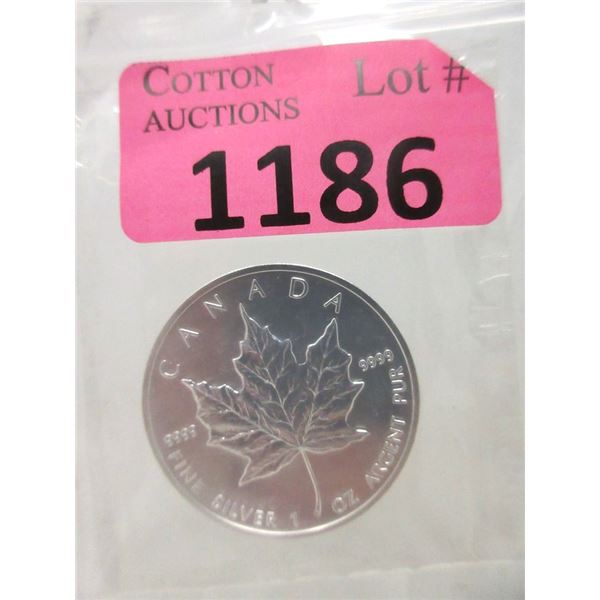 COTTON AUCTIONS
Lot #
1186
CANADA
9999
9999
FINE SILVER 1 OZ ARGENT PUR